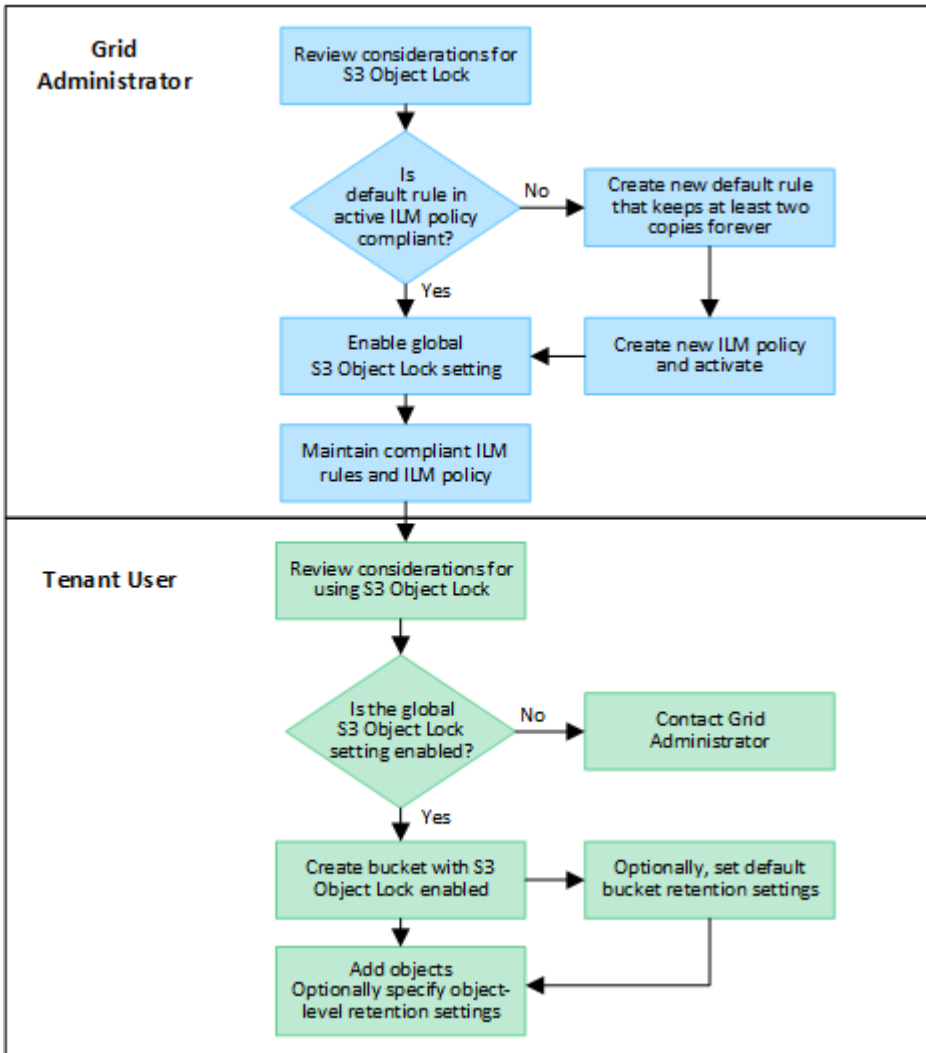 Grid
Administrator
Review considerations for
S3 Object Lock
Is
default rule in
active ILM policy
compliant?
No
Create new default rule
that keeps at least two
copies forever
Yes
Enable global
S3 Object Lock setting
Create new ILM policy
and activate
Maintain compliant ILM
rules and ILM policy
Tenant User
Review considerations for
using S3 Object Lock
Is the global
S3 Object Lock
setting enabled?
No
Contact Grid
Administrator
Yes
Create bucket with S3
Object Lock enabled
Optionally, set default
bucket retention settings
Add objects
Optionally specify object-
level retention settings